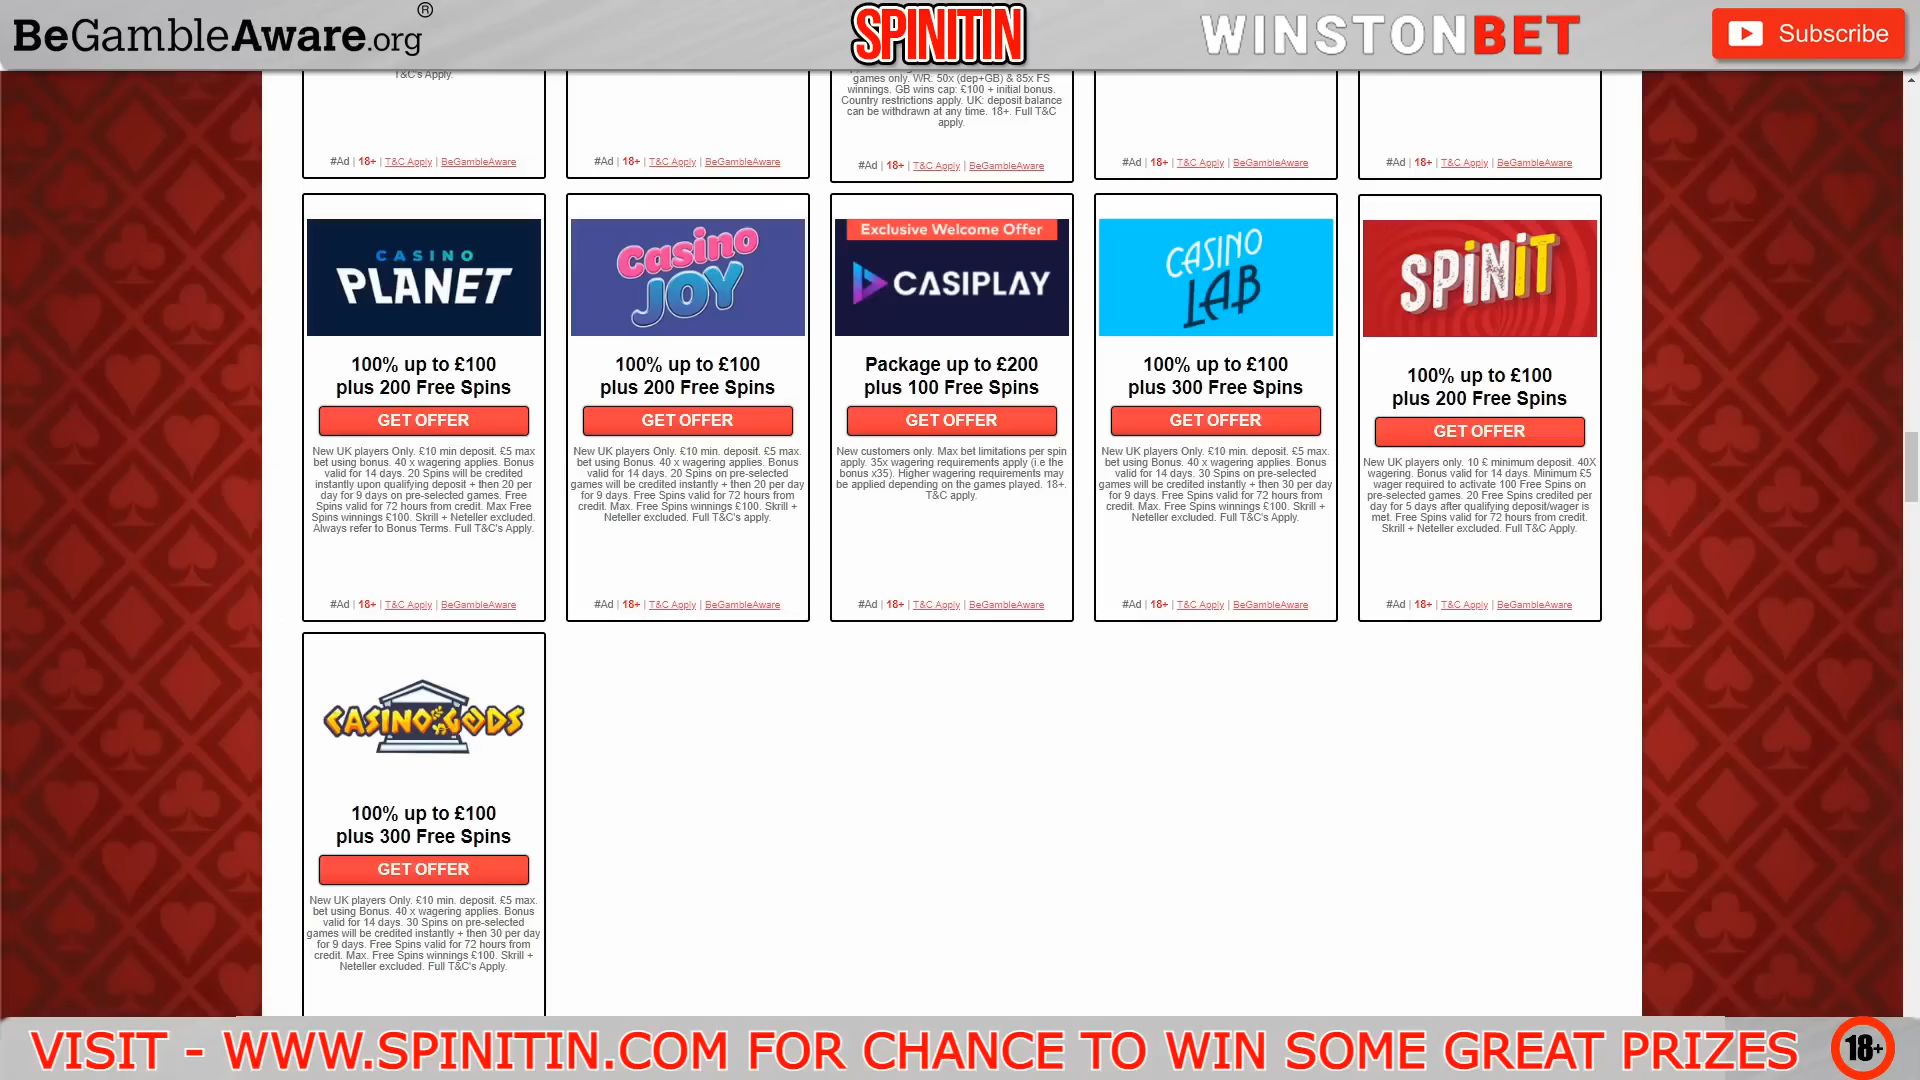 BeGambleAware.org®
SPINITIN
WINSTONBET
Subscribe
T&C's Apply.
games only. WR: 50x (dep+GB) & 85x FS
winnings. GB wins cap: £100 + initial bonus.
Country restrictions apply. UK: deposit balance
can be withdrawn at any time. 18+. Full T&C
apply.
#Ad | 18+ | T&C Apply | BeGambleAware
#Ad | 18+ | T&C Apply | BeGambleAware
#Ad | 18+ | T&C Apply | BeGambleAware
#Ad | 18+ | T&C Apply | BeGambleAware
#Ad | 18+ | T&C Apply | BeGambleAware
CASINO
PLANET
100% up to £100
plus 200 Free Spins
GET OFFER
New UK players Only. £10 min deposit. £5 max
bet using bonus. 40 x wagering applies. Bonus
valid for 14 days. 20 Spins will be credited
instantly upon qualifying deposit + then 20 per
day for 9 days on pre-selected games. Free
Spins valid for 72 hours from credit. Max Free
Spins winnings £100. Skrill + Neteller excluded.
Always refer to Bonus Terms. Full T&C's Apply.
#Ad | 18+ | T&C Apply | BeGambleAware
Casino
JOY
100% up to £100
plus 200 Free Spins
GET OFFER
New UK players Only. £10 min. deposit. £5 max.
bet using Bonus. 40 x wagering applies. Bonus
valid for 14 days. 20 Spins on pre-selected
games will be credited instantly + then 20 per day
for 9 days. Free Spins valid for 72 hours from
credit. Max. Free Spins winnings £100. Skrill +
Neteller excluded. Full T&C's apply.
#Ad | 18+ | T&C Apply | BeGambleAware
Exclusive Welcome Offer
CASIPLAY
Package up to £200
plus 100 Free Spins
GET OFFER
New customers only. Max bet limitations per spin
apply. 35x wagering requirements apply (i.e the
bonus x35). Higher wagering requirements may
be applied depending on the games played. 18+.
T&C apply.
#Ad | 18+ | T&C Apply | BeGambleAware
CASINO
LAB
100% up to £100
plus 300 Free Spins
GET OFFER
New UK players Only. £10 min. deposit. £5 max.
bet using Bonus. 40 x wagering applies. Bonus
valid for 14 days. 30 Spins on pre-selected
games will be credited instantly + then 30 per day
for 9 days. Free Spins valid for 72 hours from
credit. Max. Free Spins winnings £100. Skrill +
Neteller excluded. Full T&C's Apply.
#Ad | 18+ | T&C Apply | BeGambleAware
SPiNiT
100% up to £100
plus 200 Free Spins
GET OFFER
New UK players only. 10 £ minimum deposit. 40X
wagering. Bonus valid for 14 days. Minimum £5
wager required to activate 100 Free Spins on
pre-selected games. 20 Free Spins credited per
day for 5 days after qualifying deposit/wager is
met. Free Spins valid for 72 hours from credit.
Skrill + Neteller excluded. Full T&C Apply.
#Ad | 18+ | T&C Apply | BeGambleAware
CASINO GODS
100% up to £100
plus 300 Free Spins
GET OFFER
New UK players Only. £10 min. deposit. £5 max.
bet using Bonus. 40 x wagering applies. Bonus
valid for 14 days. 30 Spins on pre-selected
games will be credited instantly + then 30 per day
for 9 days. Free Spins valid for 72 hours from
credit. Max. Free Spins winnings £100. Skrill +
Neteller excluded. Full T&C's Apply.
VISIT - WWW.SPINITIN.COM FOR CHANCE TO WIN SOME GREAT PRIZES
18+